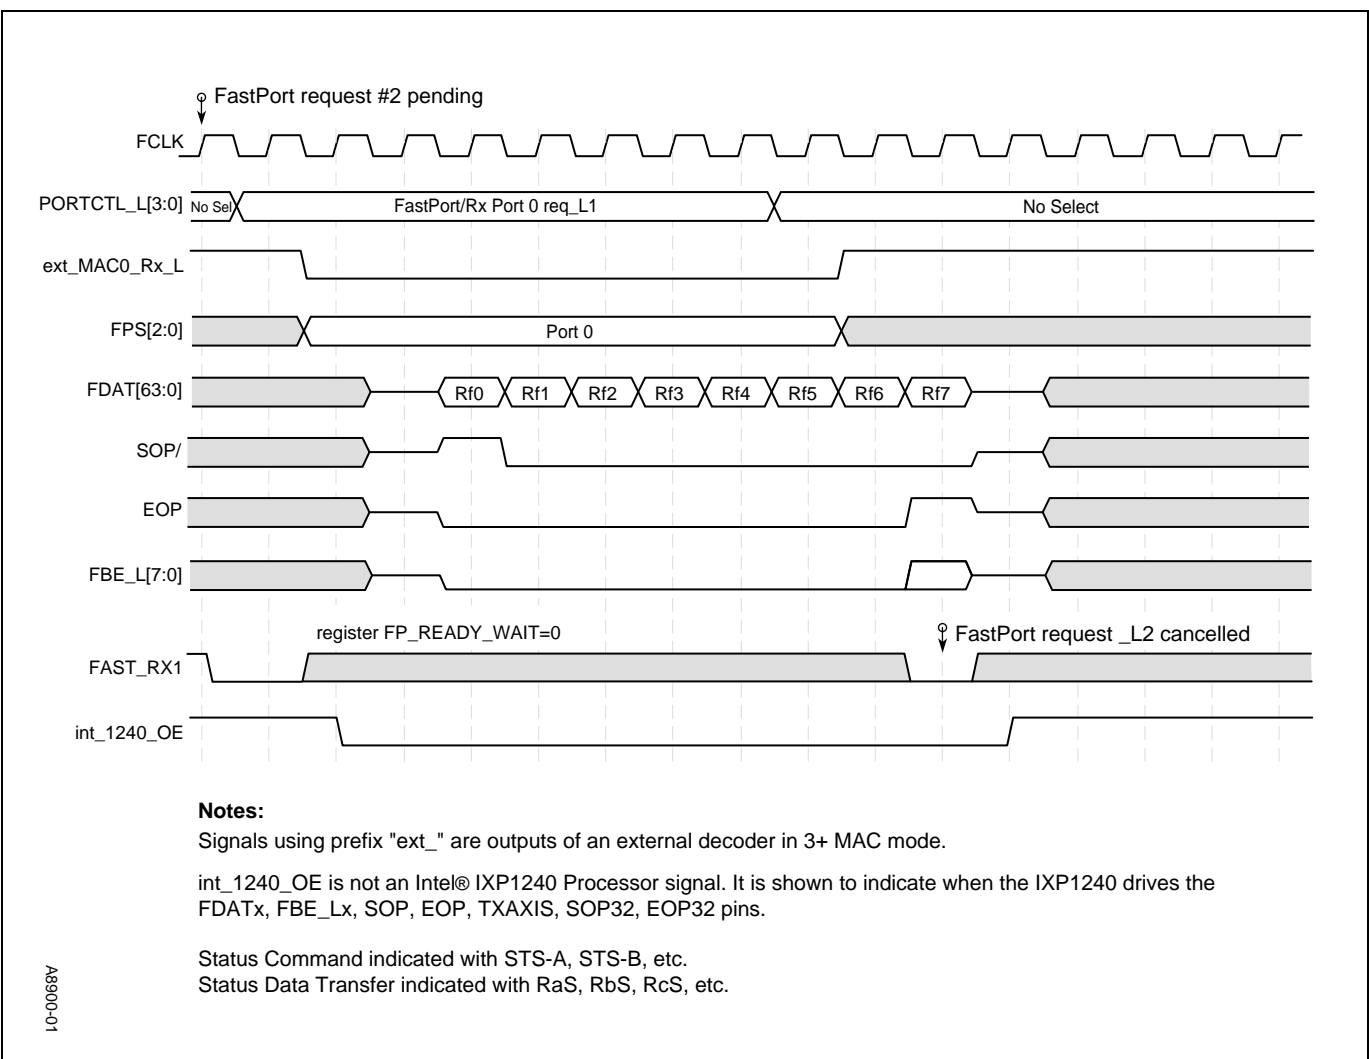 FastPort request #2 pending
FCLK
PORTCTL_L[3:0] No Sel FastPort/Rx Port 0 req_L1 No Select
ext_MAC0_Rx_L
FPS[2:0] Port 0
FDAT[63:0] Rf0 Rf1 Rf2 Rf3 Rf4 Rf5 Rf6 Rf7
SOP/
EOP
FBE_L[7:0]
register FP_READY_WAIT=0 FastPort request _L2 cancelled
FAST_RX1
int_1240_OE
Notes:
Signals using prefix "ext_" are outputs of an external decoder in 3+ MAC mode.
int_1240_OE is not an Intel® IXP1240 Processor signal. It is shown to indicate when the IXP1240 drives the
FDATx, FBE_Lx, SOP, EOP, TXAXIS, SOP32, EOP32 pins.
Status Command indicated with STS-A, STS-B, etc.
Status Data Transfer indicated with RaS, RbS, RcS, etc.
A8900-01